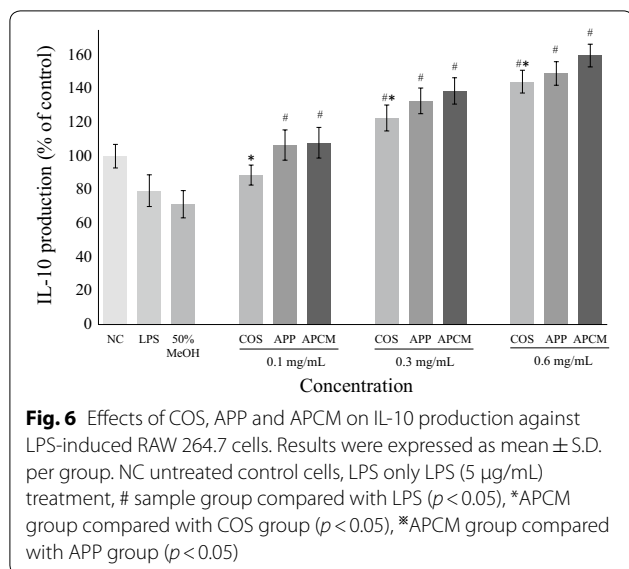 IL-10 production (% of control)
160
140
120
100
80
60
40
20
0
* # #
#* # #
#* # #
NC LPS 50% MeOH COS APP APCM COS APP APCM COS APP APCM
0.1 mg/mL 0.3 mg/mL 0.6 mg/mL
Concentration
Fig. 6 Effects of COS, APP and APCM on IL-10 production against
LPS-induced RAW 264.7 cells. Results were expressed as mean ± S.D.
per group. NC untreated control cells, LPS only LPS (5 μg/mL)
treatment, # sample group compared with LPS (p < 0.05), *APCM
group compared with COS group (p < 0.05), ※APCM group compared
with APP group (p < 0.05)